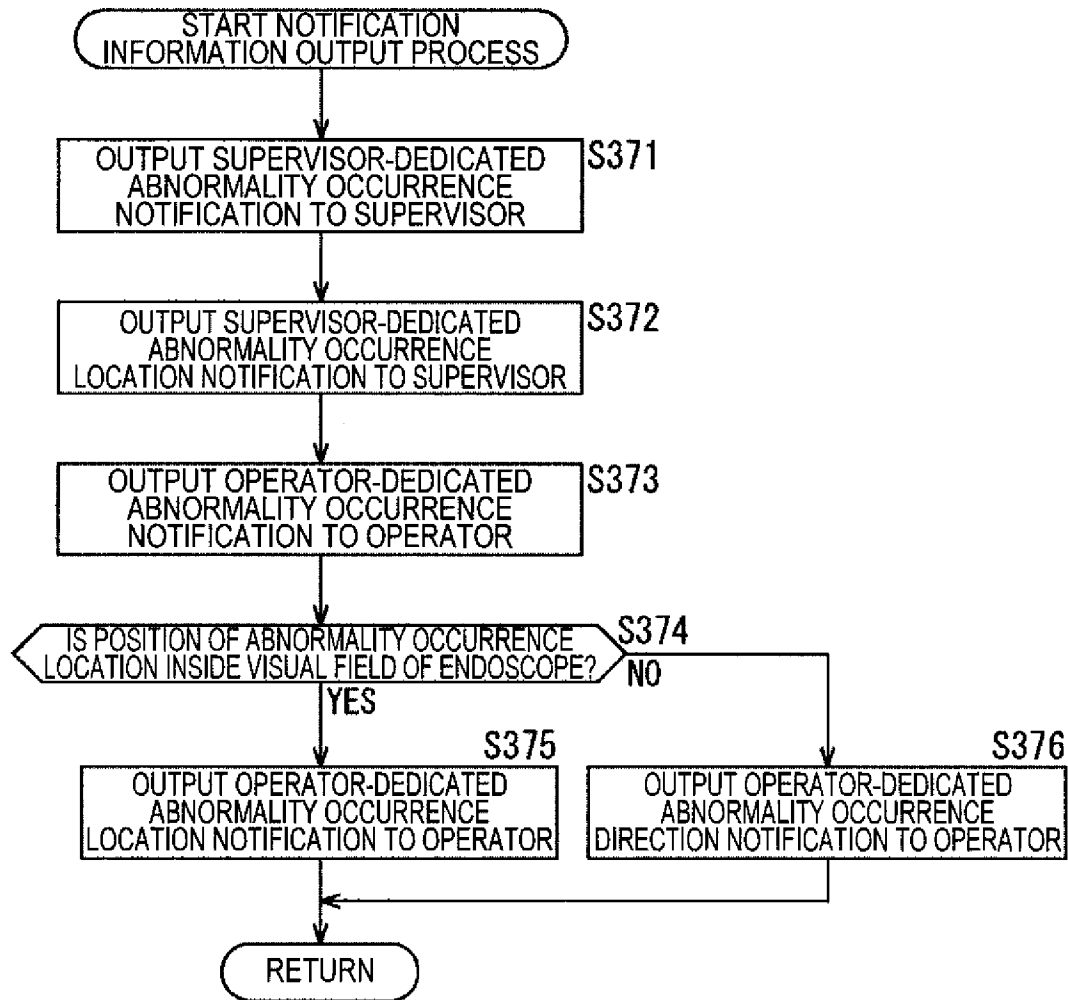 START NOTIFICATION
INFORMATION OUTPUT PROCESS
OUTPUT SUPERVISOR-DEDICATED
ABNORMALITY OCCURRENCE
NOTIFICATION TO SUPERVISOR
S371
OUTPUT SUPERVISOR-DEDICATED
ABNORMALITY OCCURRENCE
LOCATION NOTIFICATION TO SUPERVISOR
S372
OUTPUT OPERATOR-DEDICATED
ABNORMALITY OCCURRENCE
NOTIFICATION TO OPERATOR
S373
IS POSITION OF ABNORMALITY OCCURRENCE
LOCATION INSIDE VISUAL FIELD OF ENDOSCOPE?
S374
NO
YES
S375
OUTPUT OPERATOR-DEDICATED
ABNORMALITY OCCURRENCE
LOCATION NOTIFICATION TO OPERATOR
S376
OUTPUT OPERATOR-DEDICATED
ABNORMALITY OCCURRENCE
DIRECTION NOTIFICATION TO OPERATOR
RETURN